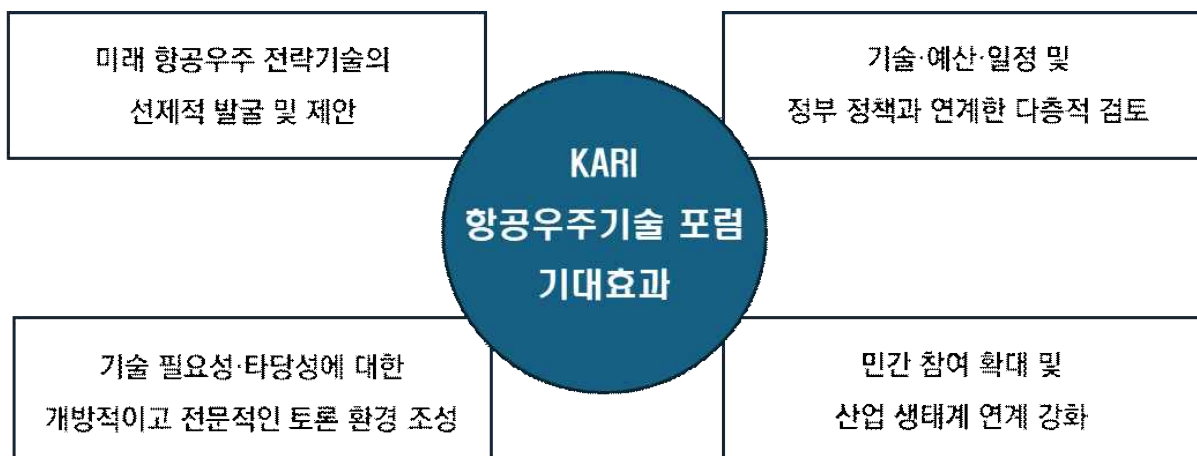 미래 항공우주 전략기술의
선제적 발굴 및 제안
기술·예산·일정 및
정부 정책과 연계한 다층적 검토
KARI
항공우주기술 포럼
기대효과
기술 필요성·타당성에 대한
개방적이고 전문적인 토론 환경 조성
민간 참여 확대 및
산업 생태계 연계 강화